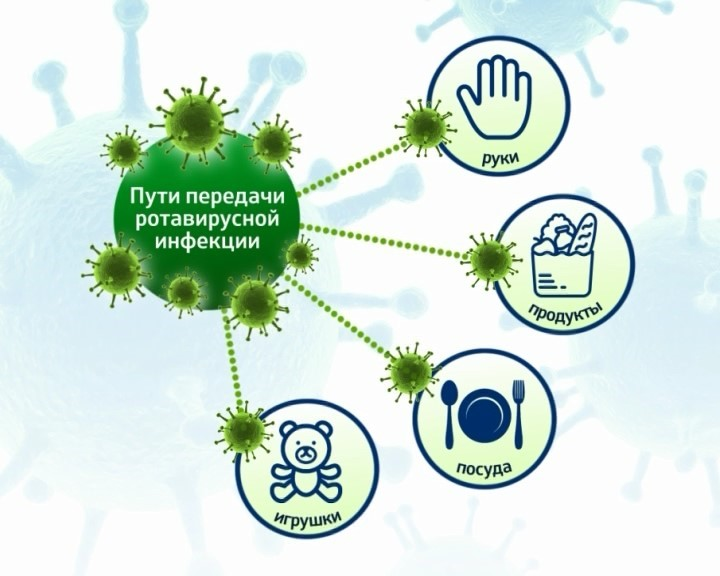 Пути передачи
ротавирусной
инфекции
руки
продукты
посуда
игрушки